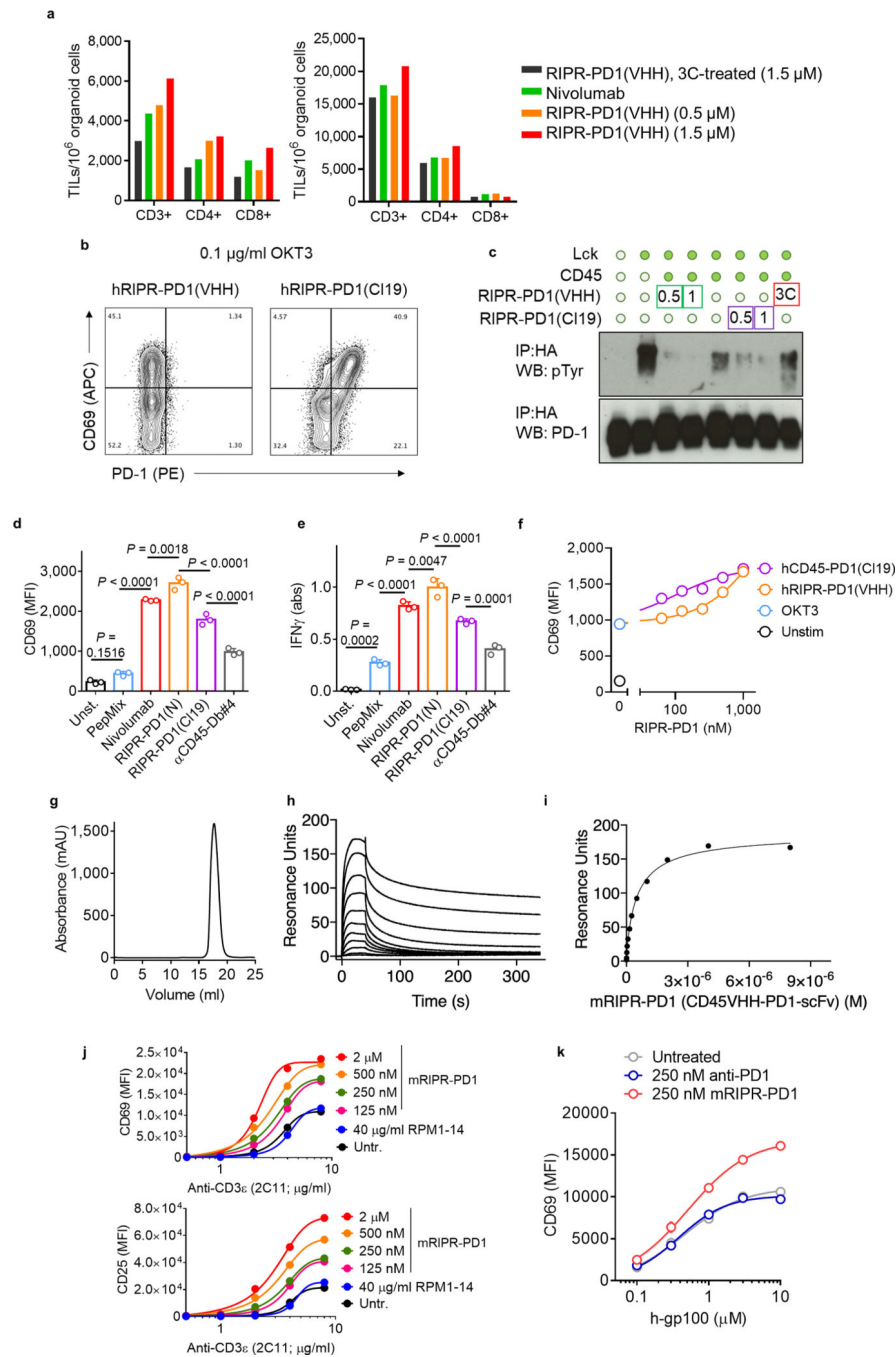 a
TILs/10⁶ organoid cells
8,000
6,000
4,000
2,000
0
CD3+ CD4+ CD8+
TILs/10⁶ organoid cells
25,000
20,000
15,000
10,000
5,000
0
CD3+ CD4+ CD8+
RIPR-PD1(VHH), 3C-treated (1.5 µM)
Nivolumab
RIPR-PD1(VHH) (0.5 µM)
RIPR-PD1(VHH) (1.5 µM)
b
0.1 µg/ml OKT3
hRIPR-PD1(VHH) hRIPR-PD1(Cl19)
45.1 1.34
52.2 1.30
4.57 40.9
32.4 22.1
CD69 (APC)
PD-1 (PE)
c
Lck
CD45
RIPR-PD1(VHH) 0.5 1 3C
RIPR-PD1(Cl19) 0.5 1
IP:HA
WB: pTyr
IP:HA
WB: PD-1
d
CD69 (MFI)
3,000
2,000
1,000
0
P = 0.1516
P < 0.0001
P = 0.0018
P < 0.0001
P < 0.0001
Unst.
PepMix
Nivolumab
RIPR-PD1(N)
RIPR-PD1(Cl19)
αCD45-Db#4
e
IFNγ (abs)
1.0
0.5
0.0
P = 0.0002
P < 0.0001
P = 0.0047
P < 0.0001
P = 0.0001
Unst.
PepMix
Nivolumab
RIPR-PD1(N)
RIPR-PD1(Cl19)
αCD45-Db#4
f
CD69 (MFI)
2,000
1,500
1,000
500
0
0 100 1,000
RIPR-PD1 (nM)
hCD45-PD1(Cl19)
hRIPR-PD1(VHH)
OKT3
Unstim
g
Absorbance (mAU)
1,500
1,000
500
0
0 5 10 15 20 25
Volume (ml)
h
Resonance Units
200
150
100
50
0
0 100 200 300
Time (s)
i
Resonance Units
200
150
100
50
0
0 3×10⁻⁶ 6×10⁻⁶ 9×10⁻⁶
mRIPR-PD1 (CD45VHH-PD1-scFv) (M)
j
CD69 (MFI)
2.5×10⁴
2.0×10⁴
1.5×10⁴
1.0×10⁴
5.0×10³
0
1 10
Anti-CD3ε (2C11; µg/ml)
2 µM
500 nM
250 nM
125 nM
mRIPR-PD1
40 µg/ml RPM1-14
Untr.
CD25 (MFI)
8×10⁴
6×10⁴
4×10⁴
2×10⁴
0
1 10
Anti-CD3ε (2C11; µg/ml)
2 µM
500 nM
250 nM
125 nM
mRIPR-PD1
40 µg/ml RPM1-14
Untr.
k
Untreated
250 nM anti-PD1
250 nM mRIPR-PD1
CD69 (MFI)
20000
15000
10000
5000
0
0.1 1 10
h-gp100 (µM)